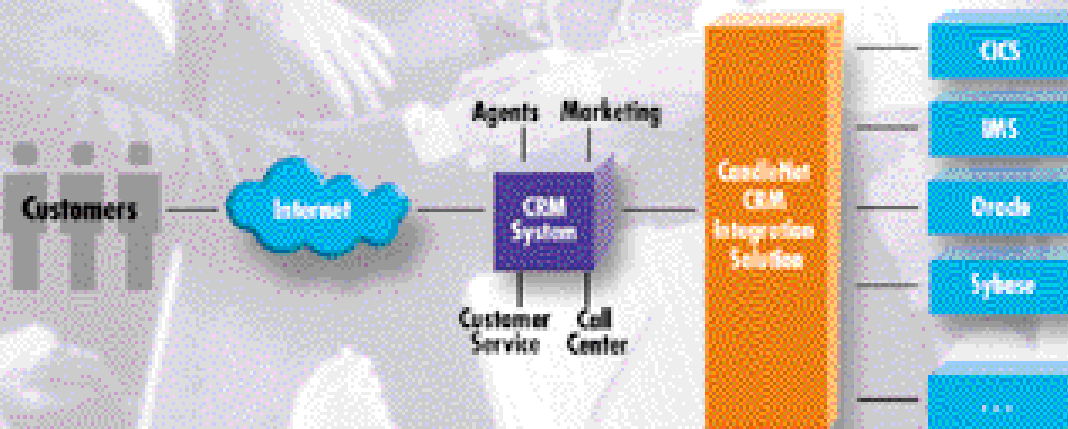 Customers
Internet
Agents Marketing
CRM
System
Customer Call
Service Center
CandleNet
CRM
Integration
Solution
CICS
IMS
Oracle
Sybase
...